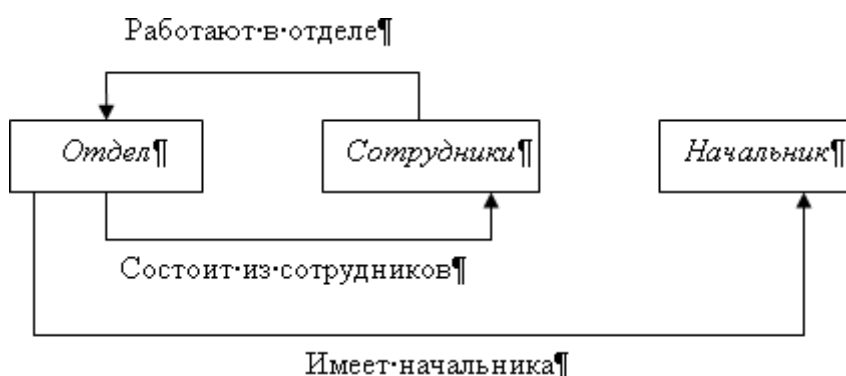 Работают·в·отделе¶
Отдел¶
Сотрудники¶
Начальник¶
Состоит·из·сотрудников¶
Имеет·начальника¶